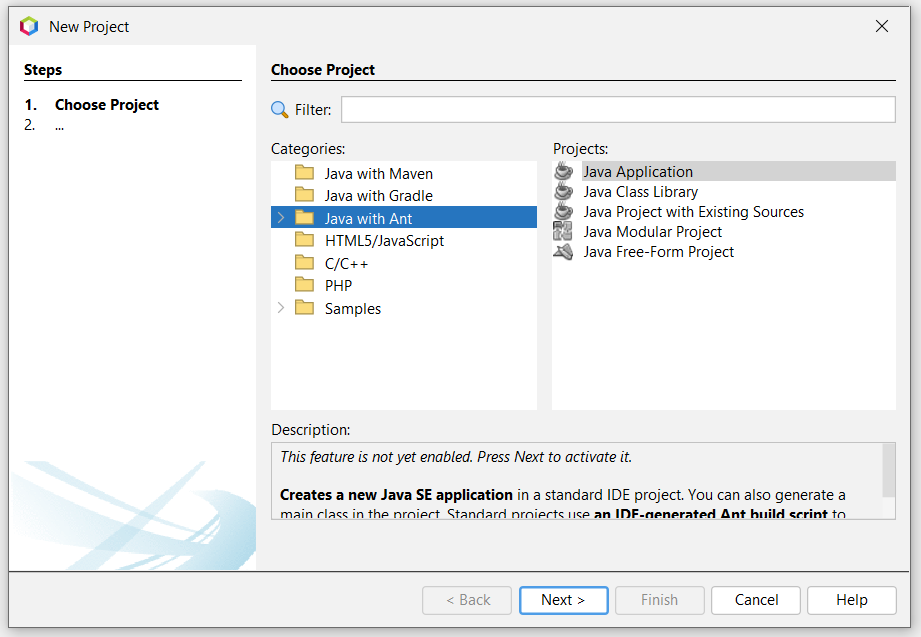 New Project
Steps
1. Choose Project
2. ...
Choose Project
Filter:
Categories:
Java with Maven
Java with Gradle
Java with Ant
HTML5/JavaScript
C/C++
PHP
Samples
Projects:
Java Application
Java Class Library
Java Project with Existing Sources
Java Modular Project
Java Free-Form Project
Description:
This feature is not yet enabled. Press Next to activate it.
Creates a new Java SE application in a standard IDE project. You can also generate a
main class in the project. Standard projects use an IDE-generated Ant build script to
< Back
Next >
Finish
Cancel
Help